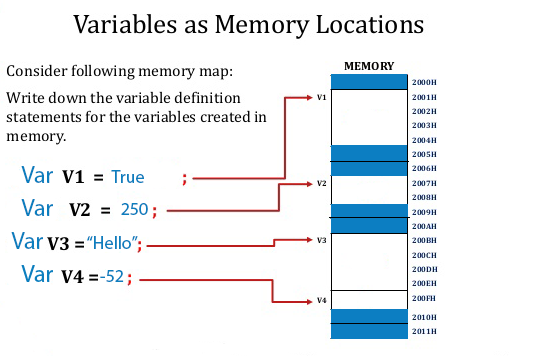 Variables as Memory Locations
Consider following memory map:
Write down the variable definition
statements for the variables created in
memory.
Var V1 = True ;
Var V2 = 250 ;
Var V3 = “Hello”;
Var V4 =-52 ;
MEMORY
2000H
V1 2001H
2002H
2003H
2004H
2005H
2006H
V2 2007H
2008H
2009H
200AH
V3 200BH
200CH
200DH
200EH
V4 200FH
2010H
2011H